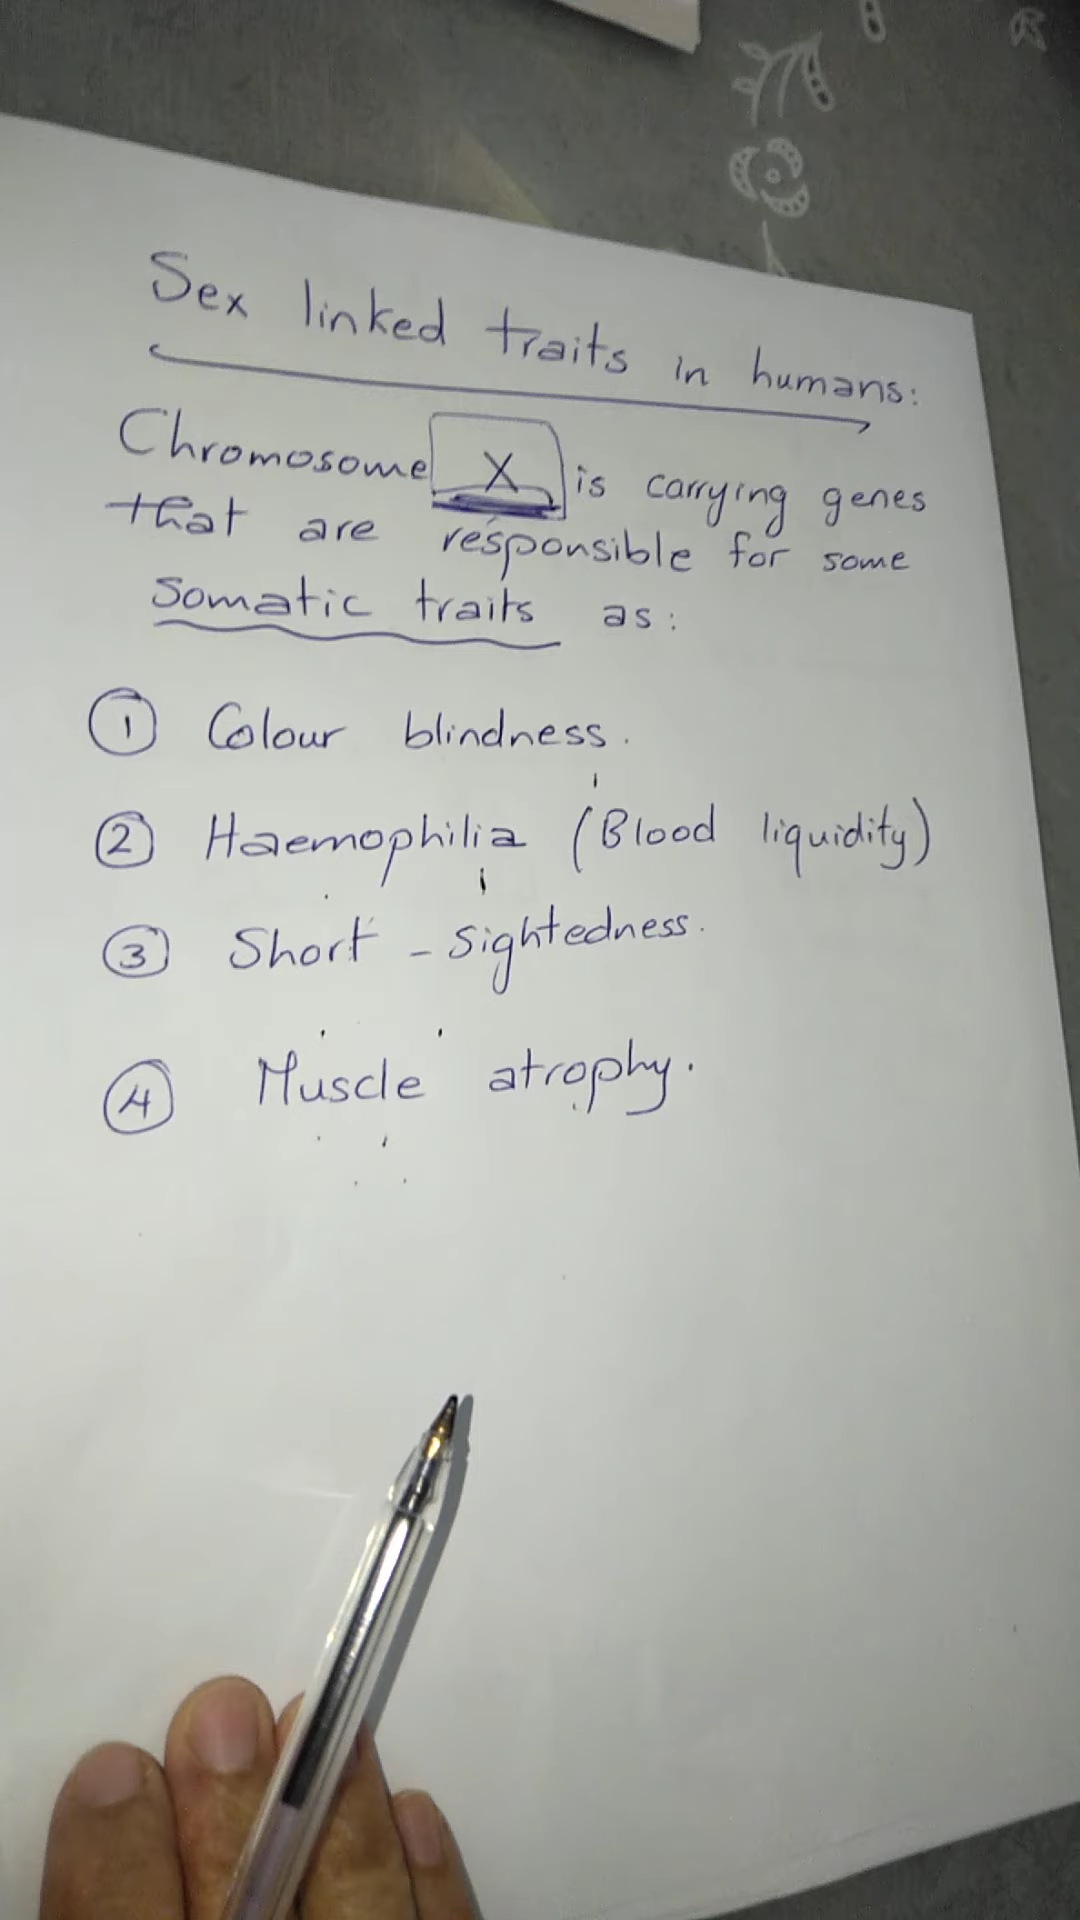 Sex linked traits in humans:
Chromosome X is carrying genes
that are responsible for some
somatic traits as:
1 Colour blindness.
2 Haemophilia (Blood liquidity)
3 Short - sightedness.
4 Muscle atrophy.